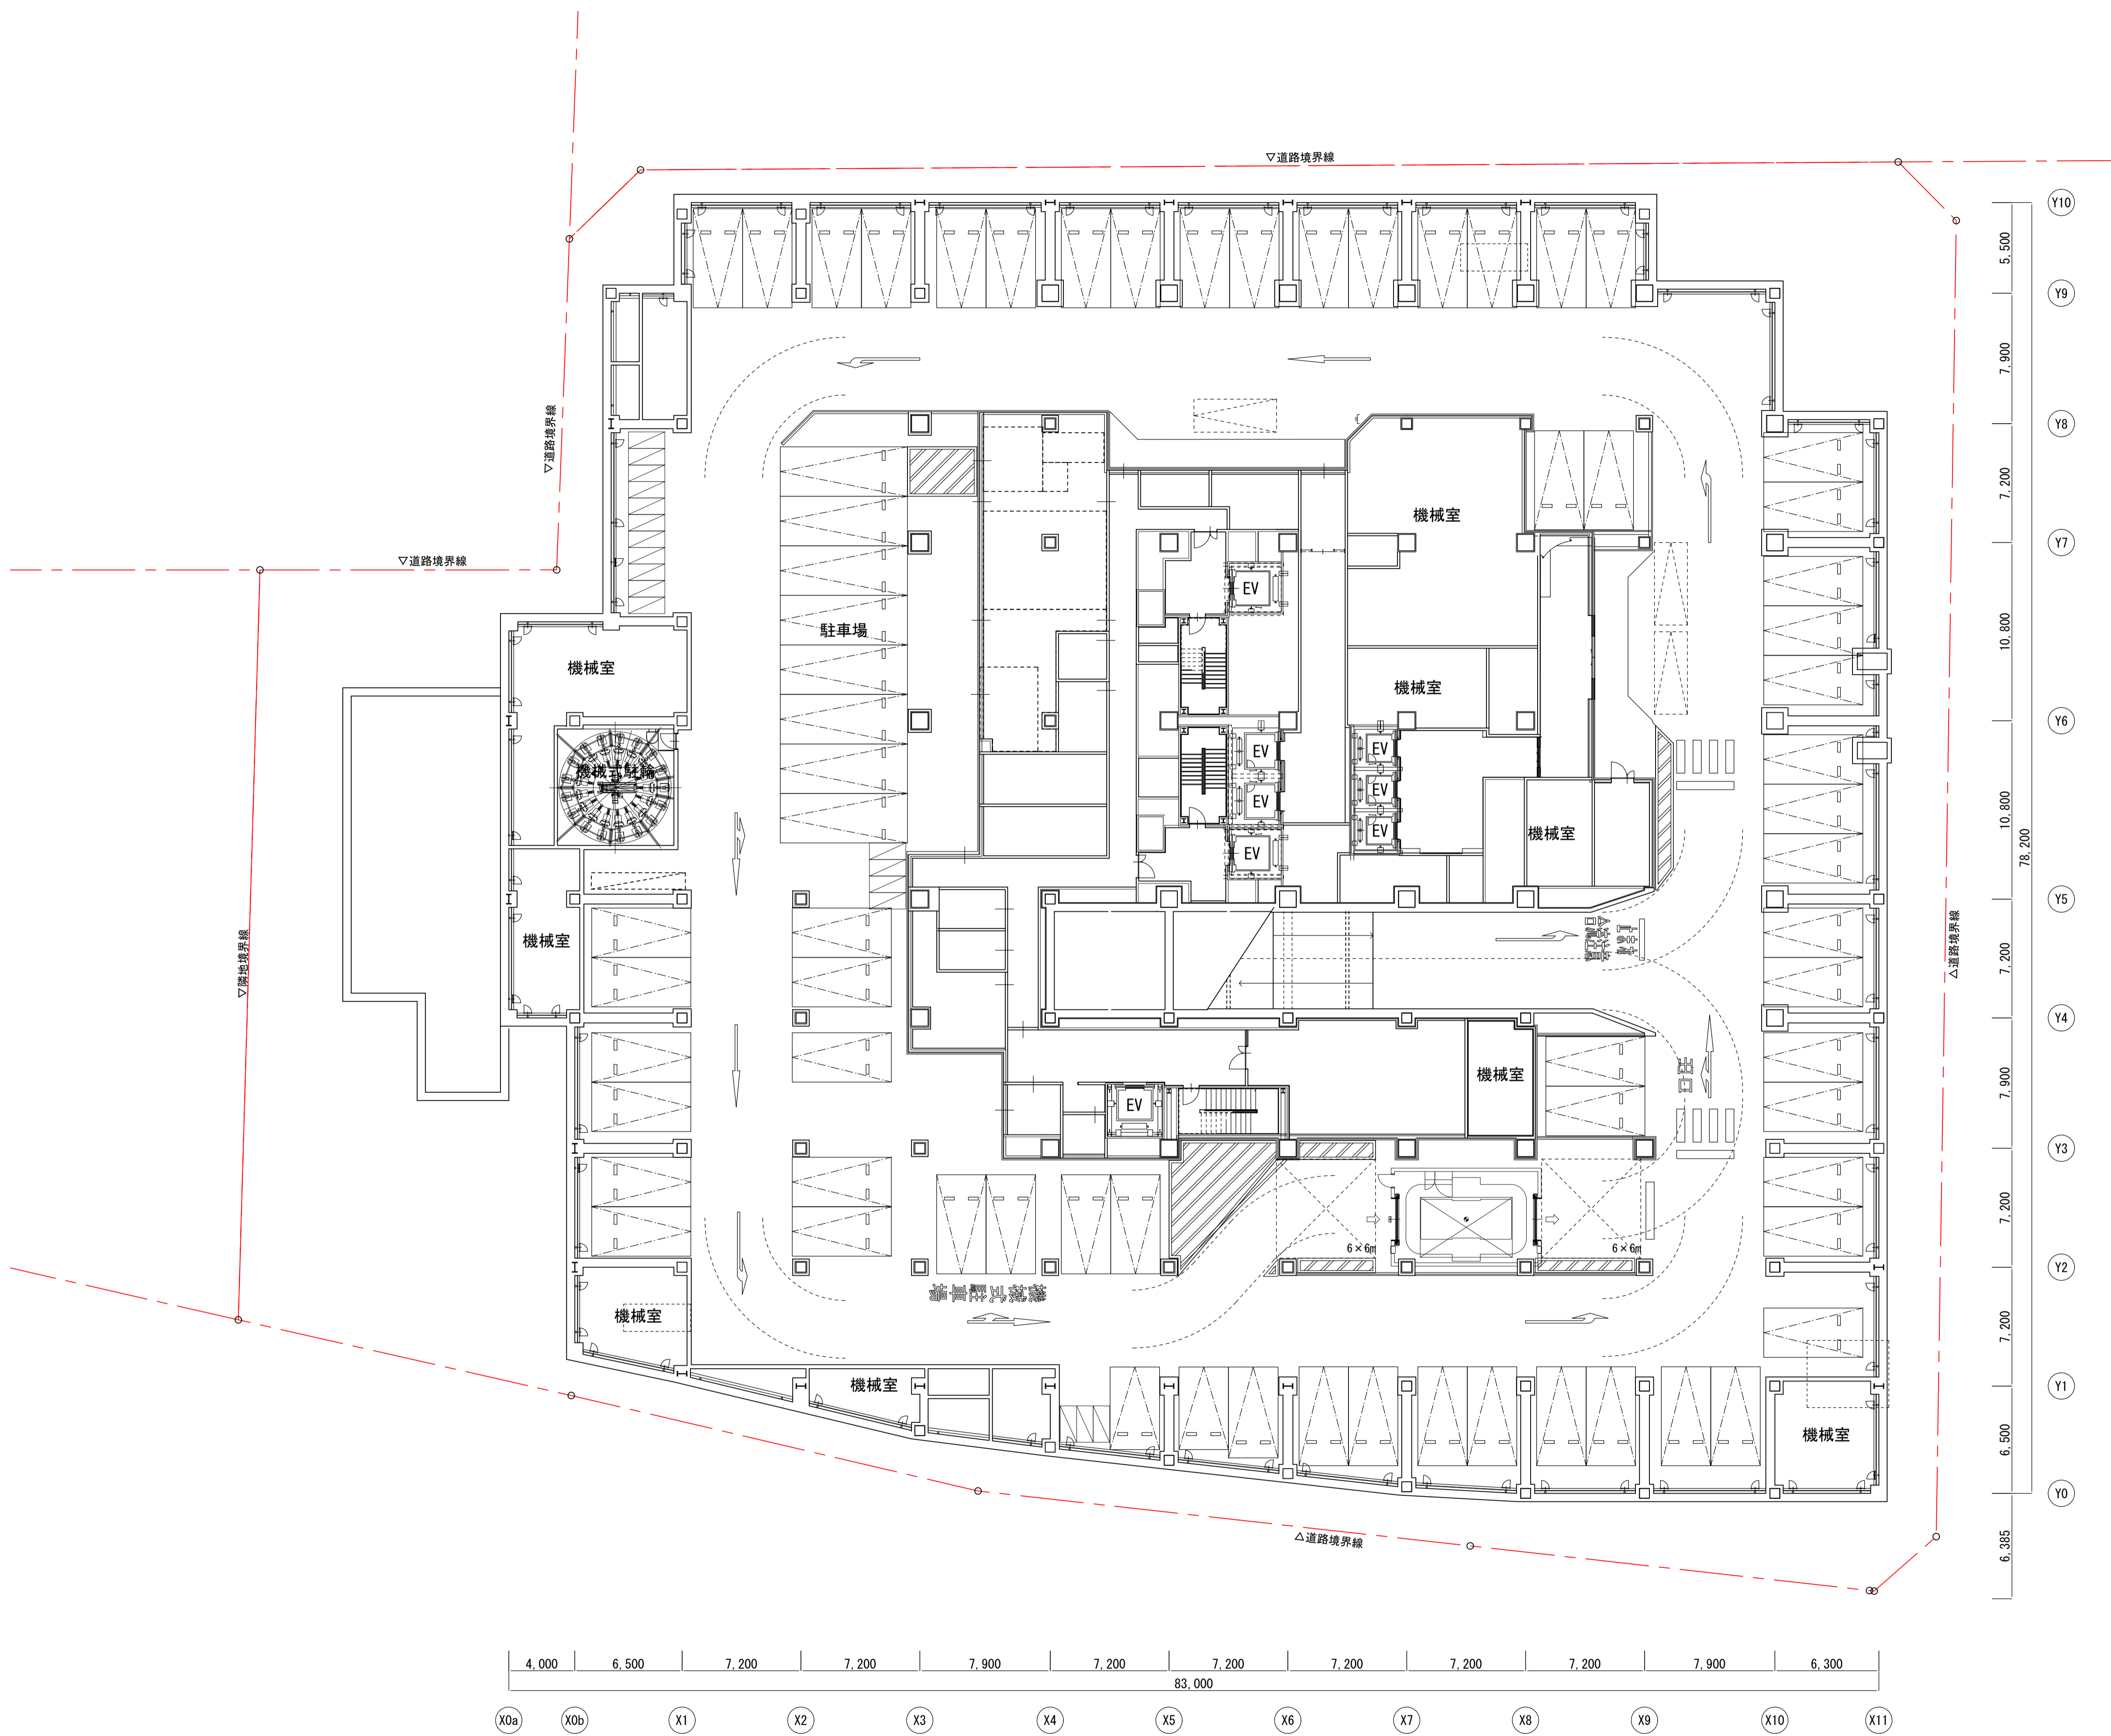 ▽道路境界線
Y10
5,500
Y9
7,900
▽道路境界線
Y8
7,200
機械室
▽道路境界線
Y7
EV
10,800
駐車場
機械室
機械室
Y6
EV
EV
機械式駐輪
EV
EV
10,800
78,200
EV
機械室
EV
Y5
機械室
▽隣地境界線
△道路境界線
7,200
Y4
出口
機械室
7,900
EV
Y3
7,200
6×6m
6×6m
Y2
機械式駐車場
機械室
7,200
機械室
Y1
機械室
6,500
Y0
△道路境界線
6,385
4,000
6,500
7,200
7,200
7,900
7,200
7,200
7,200
7,200
7,200
7,900
6,300
83,000
X0a
X0b
X1
X2
X3
X4
X5
X6
X7
X8
X9
X10
X11